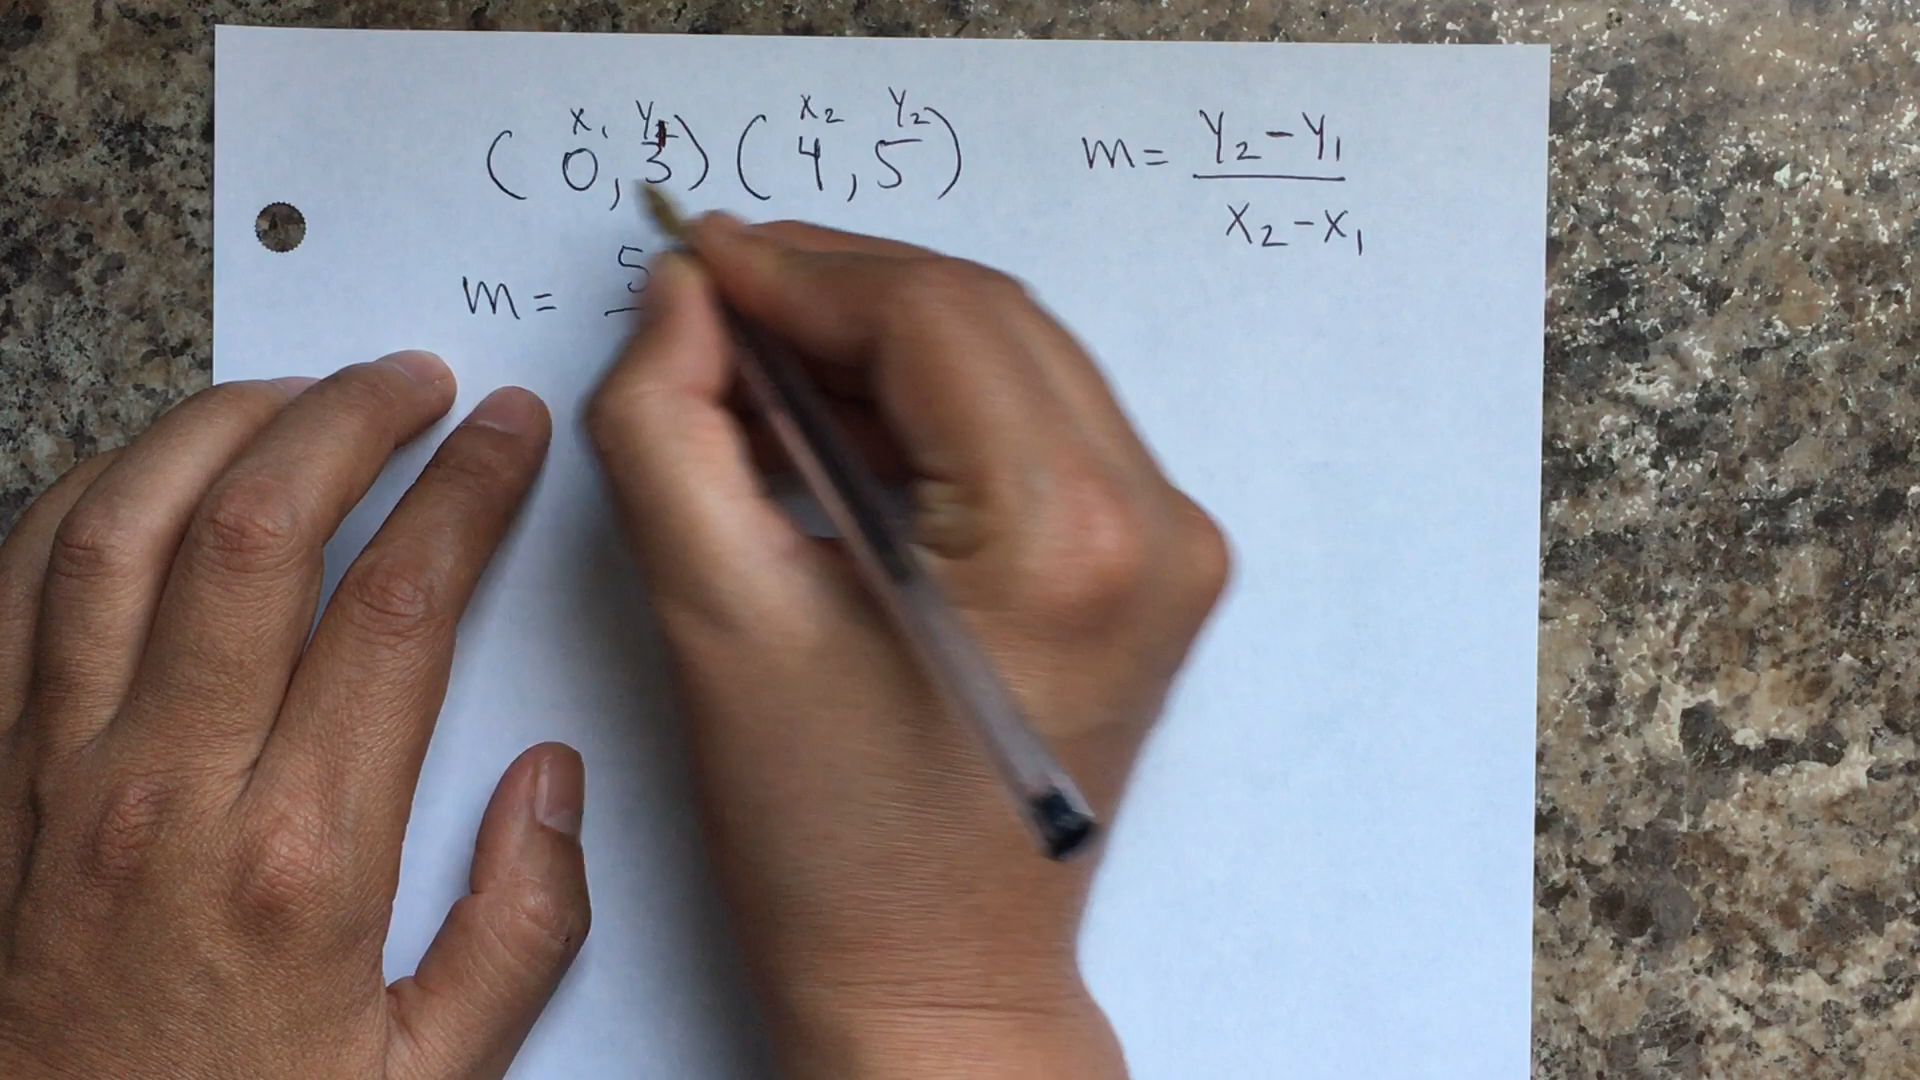 x₁ y₁ x₂ y₂
(0,3) (4,5) m = y₂-y₁
x₂-x₁
m = 5